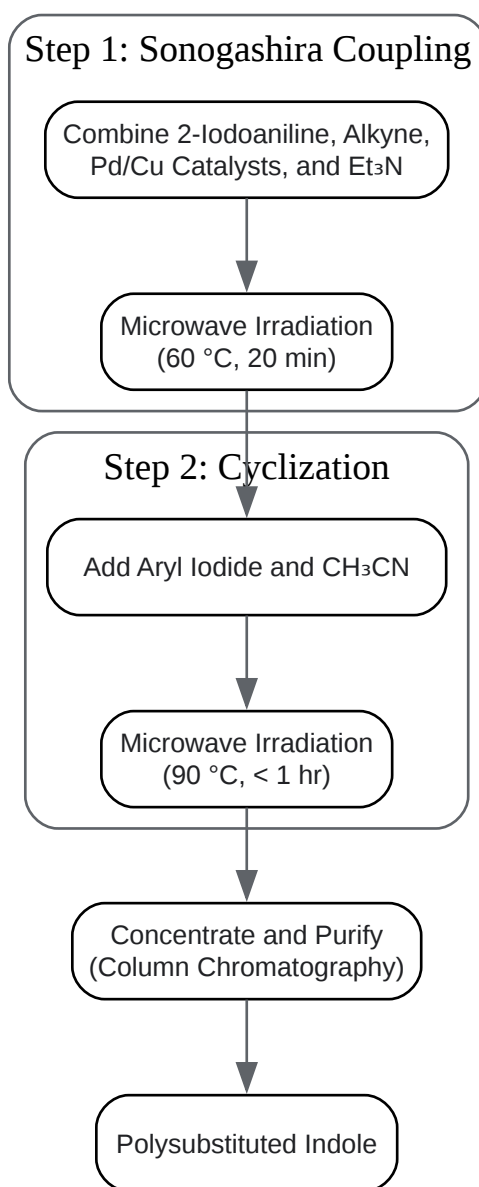 Step 1: Sonogashira Coupling
Combine 2-Iodoaniline, Alkyne,
Pd/Cu Catalysts, and Et₃N
Microwave Irradiation
(60 °C, 20 min)
Step 2: Cyclization
Add Aryl Iodide and CH₃CN
Microwave Irradiation
(90 °C, < 1 hr)
Concentrate and Purify
(Column Chromatography)
Polysubstituted Indole